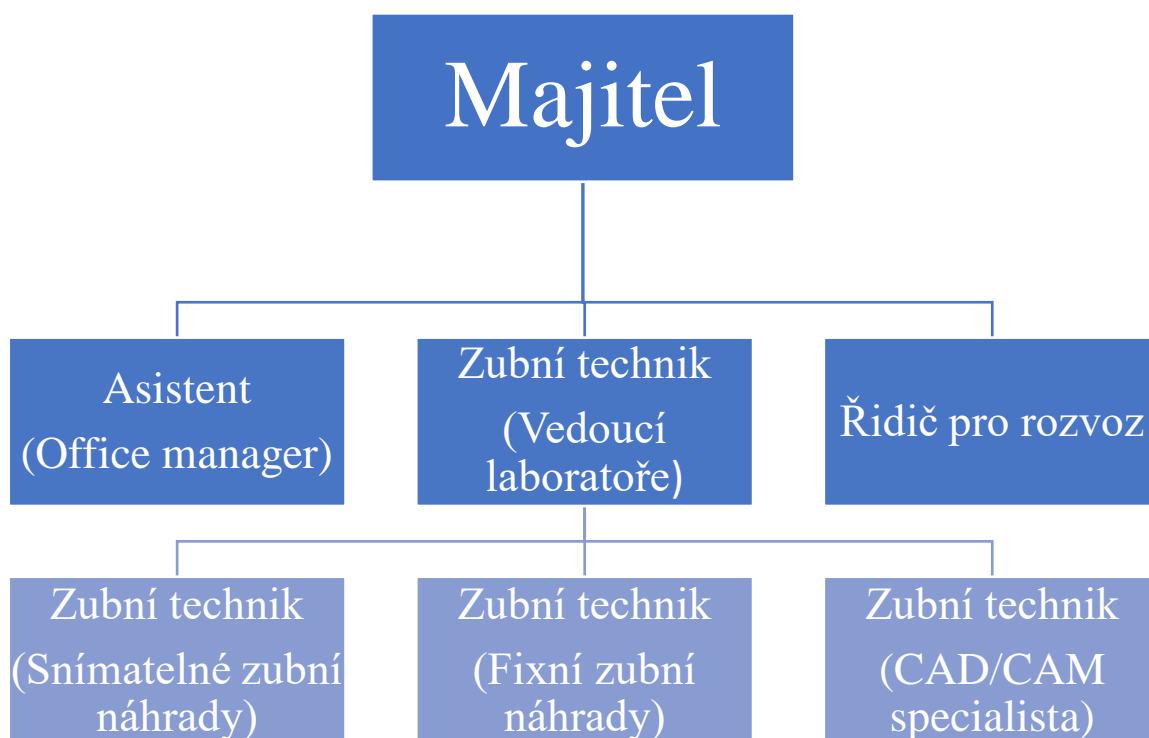 Majitel
Asistent
(Office manager)
Zubní technik
(Vedoucí
laboratoře)
Řidič pro rozvoz
Zubní technik
(Snímatelné zubní
náhrady)
Zubní technik
(Fixní zubní
náhrady)
Zubní technik
(CAD/CAM
specialista)